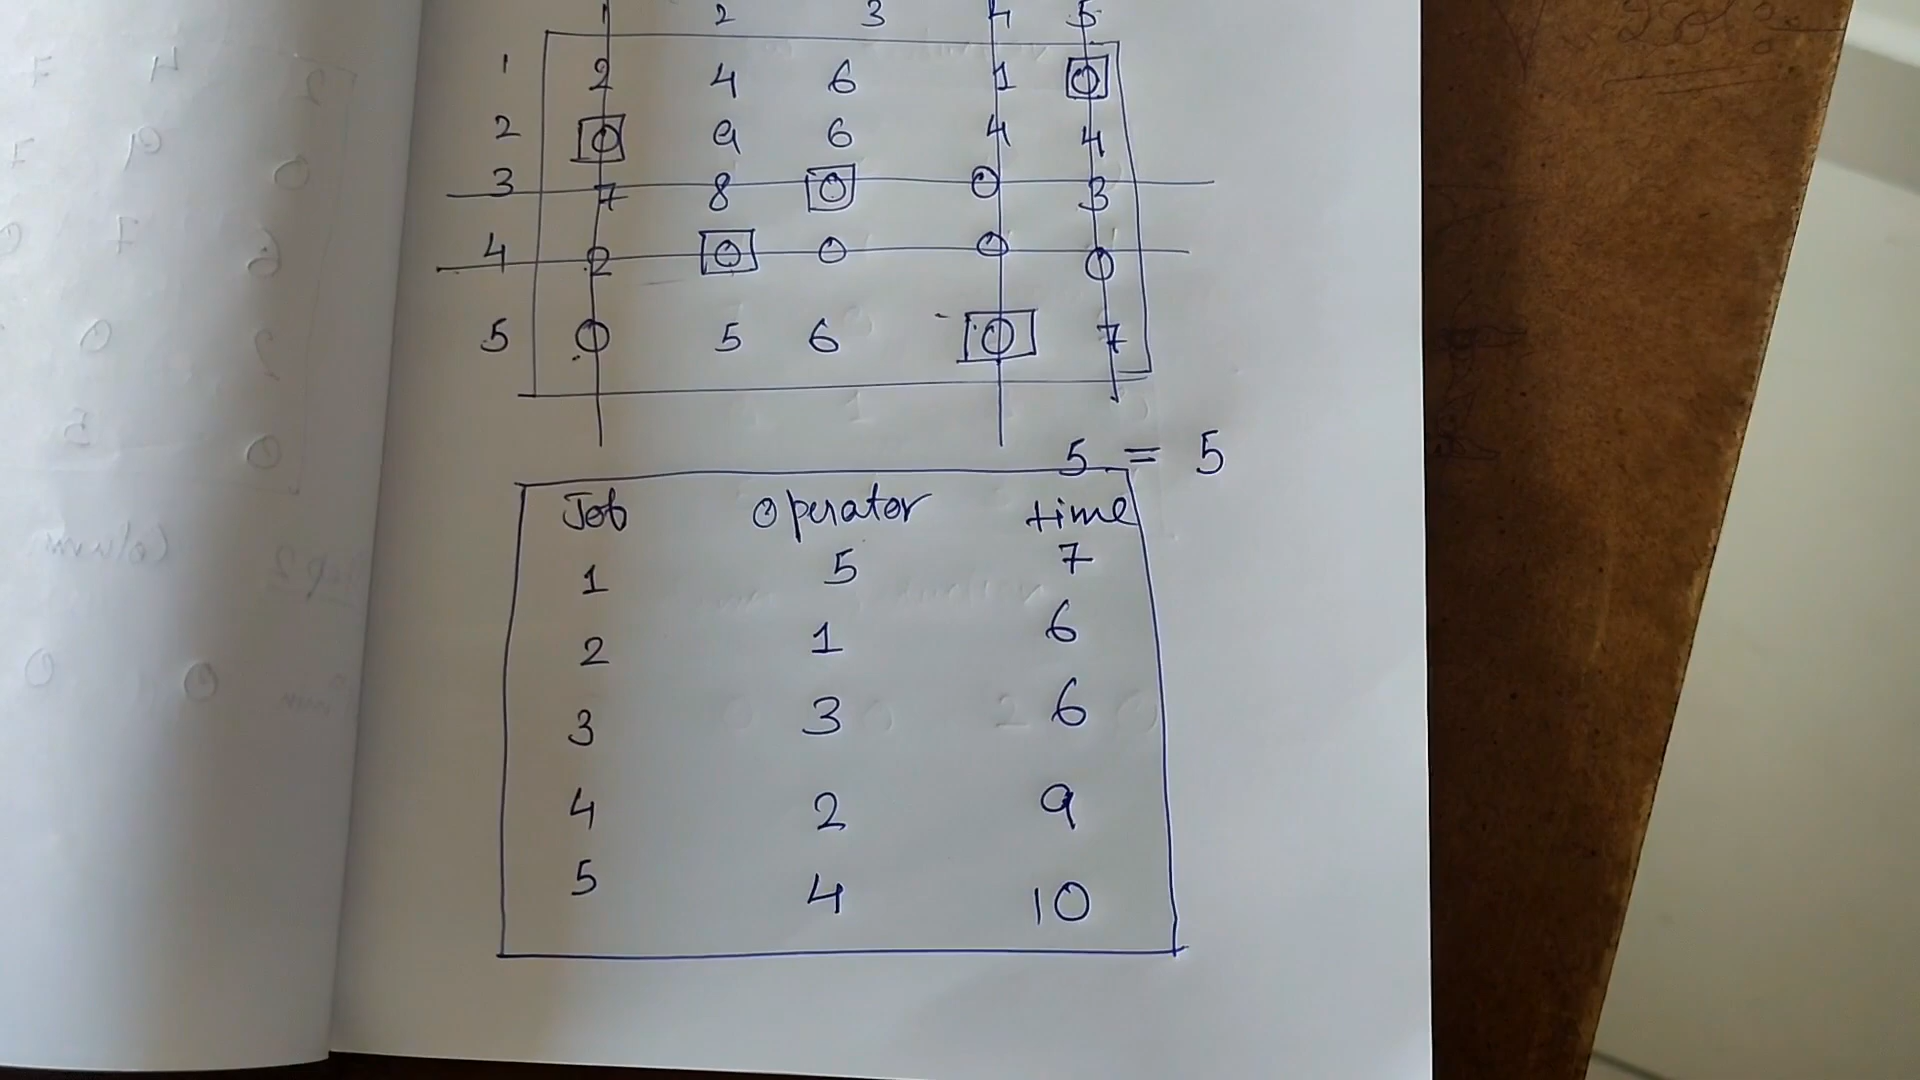 1 2 3 4 5
1 2 4 6 1 0
2 0 9 6 4 4
3 7 8 0 0 3
4 2 0 0 0 0
5 0 5 6 0 7
5 = 5
Job Operator time
1 5 7
2 1 6
3 3 6
4 2 9
5 4 10